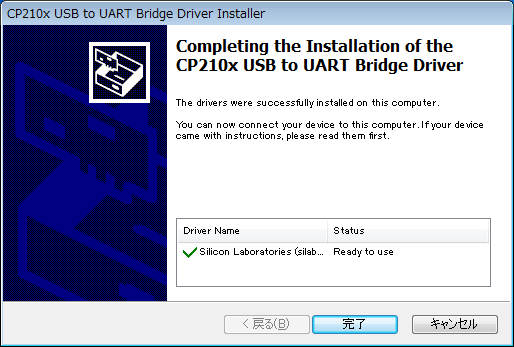 CP210x USB to UART Bridge Driver Installer
Completing the Installation of the
CP210x USB to UART Bridge Driver
The drivers were successfully installed on this computer.
You can now connect your device to this computer. If your device
came with instructions, please read them first.
Driver Name Status
Silicon Laboratories (silab... Ready to use
< 戻る(B) 完了 キャンセル